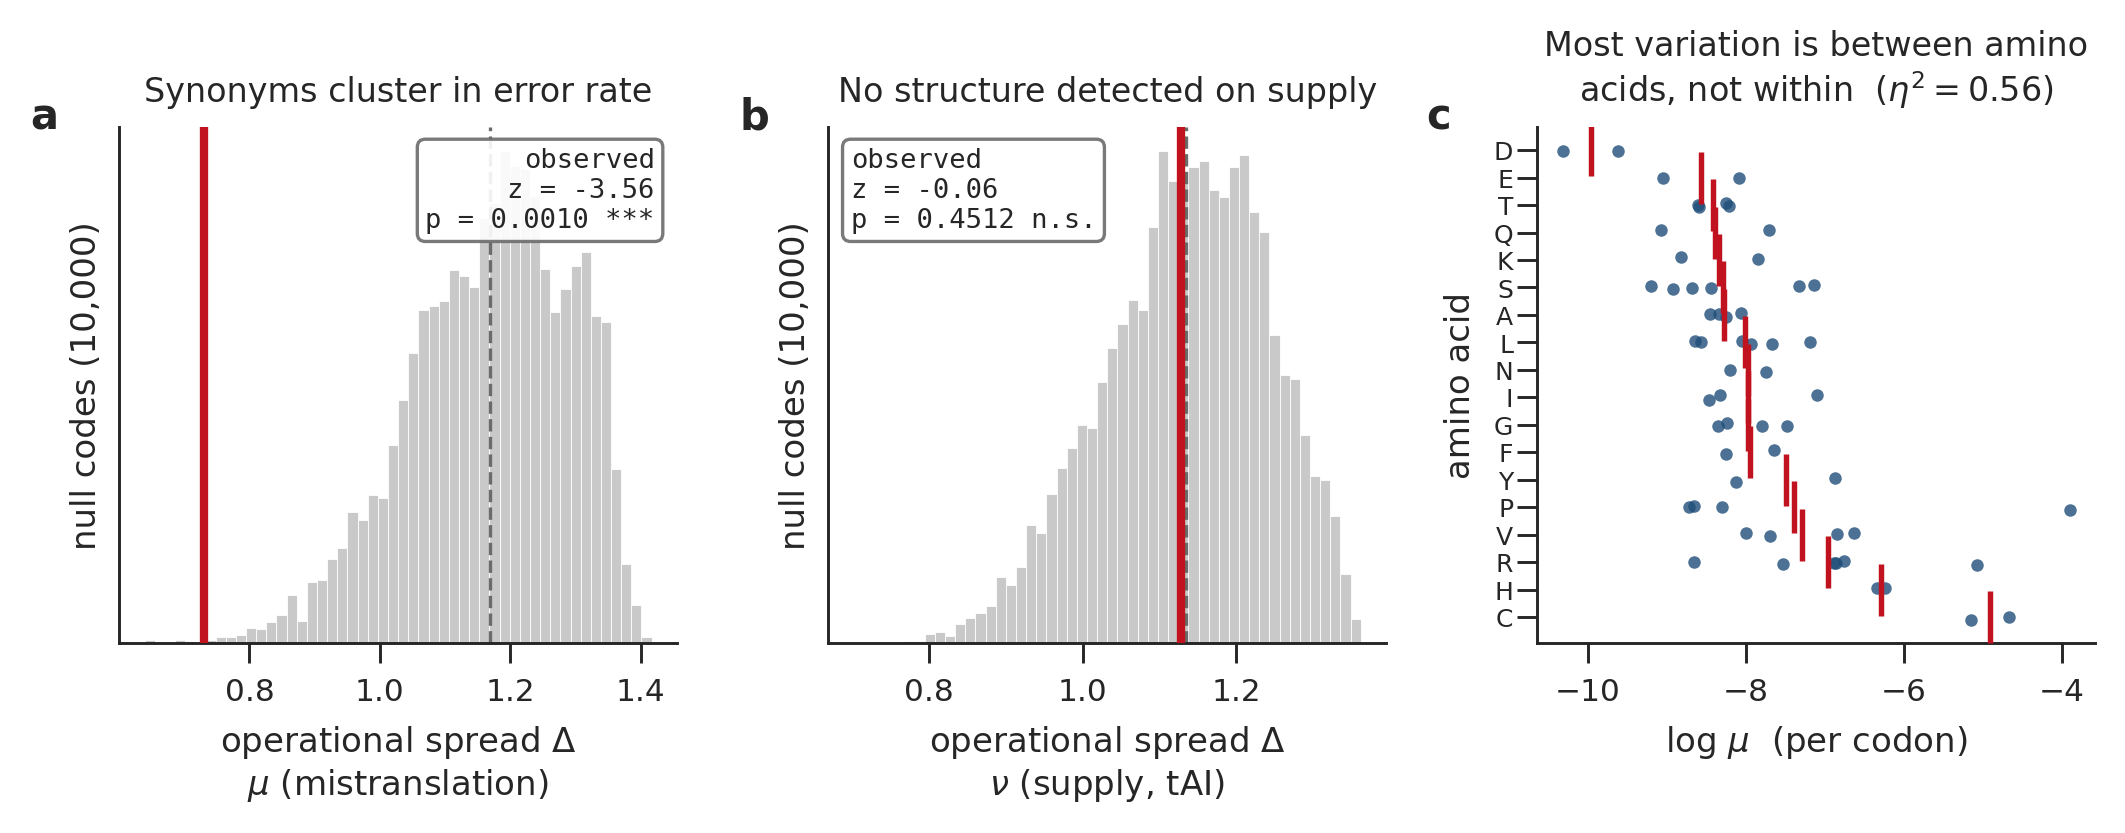 a
Synonyms cluster in error rate
observed
z = -3.56
p = 0.0010 ***
null codes (10,000)
0.8 1.0 1.2 1.4
operational spread Δ
μ (mistranslation)
b
No structure detected on supply
observed
z = -0.06
p = 0.4512 n.s.
null codes (10,000)
0.8 1.0 1.2
operational spread Δ
ν (supply, tAI)
c
Most variation is between amino
acids, not within (η² = 0.56)
amino acid
D
E
T
Q
K
S
A
L
N
I
G
F
Y
P
V
R
H
C
−10 −8 −6 −4
log μ (per codon)